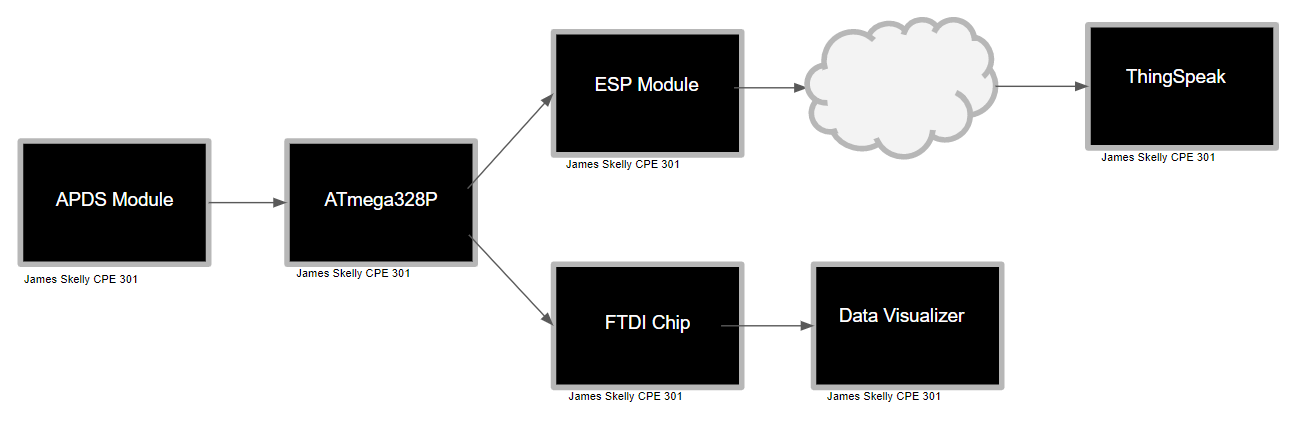 ESP Module
James Skelly CPE 301
ThingSpeak
James Skelly CPE 301
APDS Module
James Skelly CPE 301
ATmega328P
James Skelly CPE 301
FTDI Chip
James Skelly CPE 301
Data Visualizer
James Skelly CPE 301